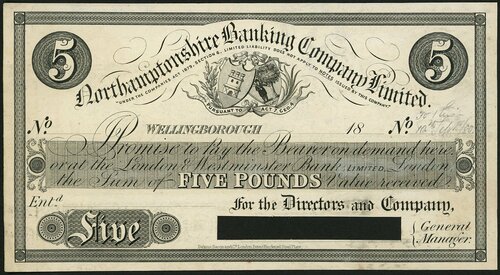 5 5
Northamptonshire Banking Company Limited.
"UNDER THE COMPANIES ACT 1879, SECTION 6, LIMITED LIABILITY DOES NOT APPLY TO NOTES ISSUED BY THIS COMPANY"
PURSUANT TO ACT 7 GEO 4
No WELLINGBOROUGH 18 No
I Promise to Pay the Bearer on demand here
or at the London & Westminster Bank LIMITED, London
the Sum of FIVE POUNDS Value received
Entd For the Directors and Company,
Five
General
Manager.